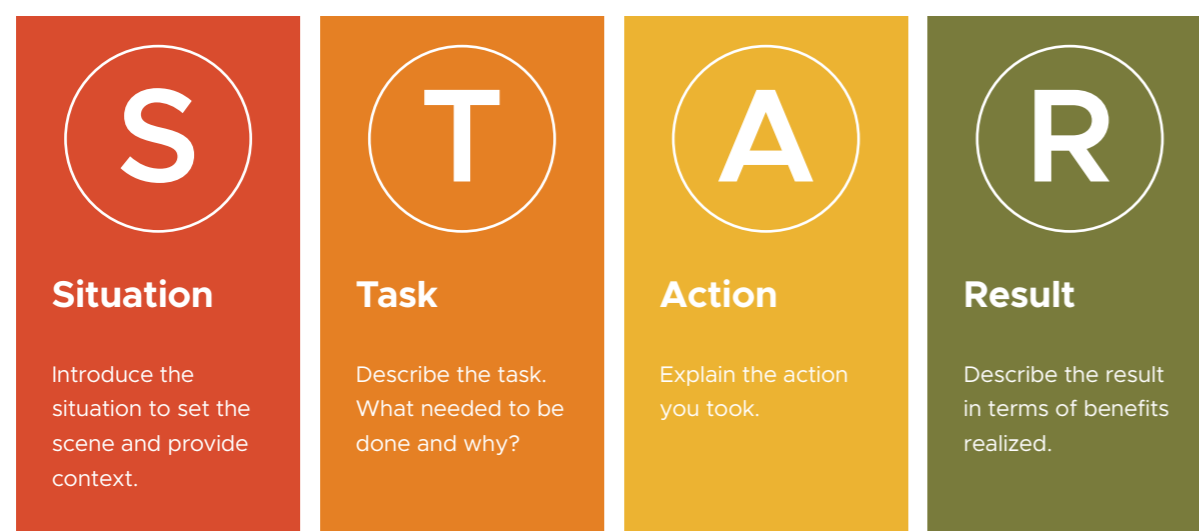 S
Situation
Introduce the
situation to set the
scene and provide
context.
T
Task
Describe the task.
What needed to be
done and why?
A
Action
Explain the action
you took.
R
Result
Describe the result
in terms of benefits
realized.